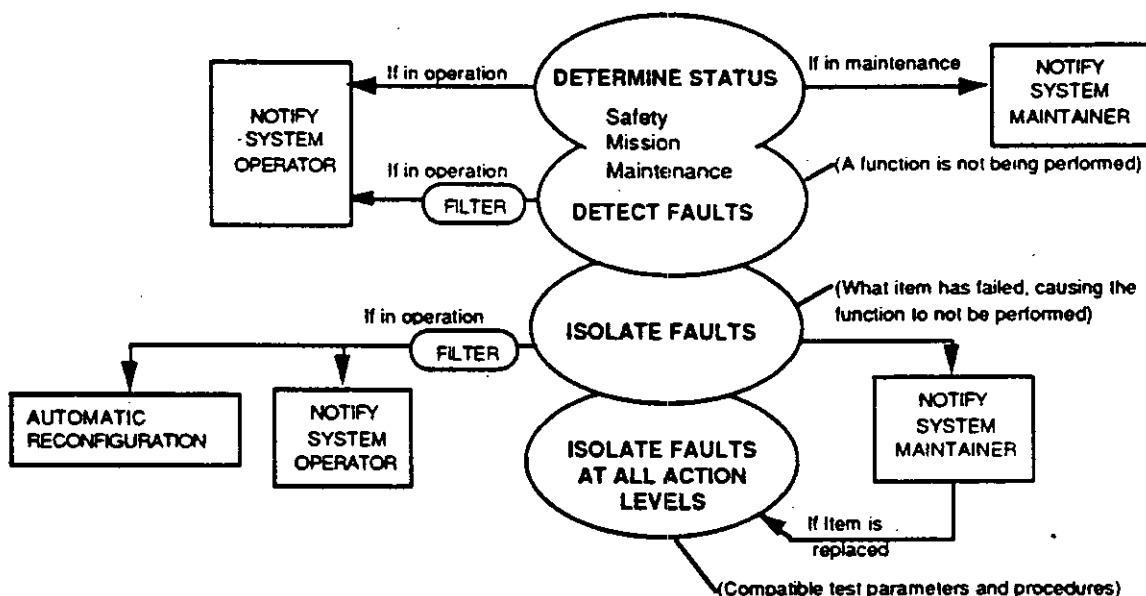 If in operation
DETERMINE STATUS
If in maintenance
NOTIFY
SYSTEM
MAINTAINER
NOTIFY
SYSTEM
OPERATOR
Safety
Mission
Maintenance
If in operation
FILTER
DETECT FAULTS
(A function is not being performed)
(What item has failed, causing the
function to not be performed)
If in operation
FILTER
ISOLATE FAULTS
AUTOMATIC
RECONFIGURATION
NOTIFY
SYSTEM
OPERATOR
NOTIFY
SYSTEM
MAINTAINER
ISOLATE FAULTS
AT ALL ACTION
LEVELS
If Item is
replaced
(Compatible test parameters and procedures)